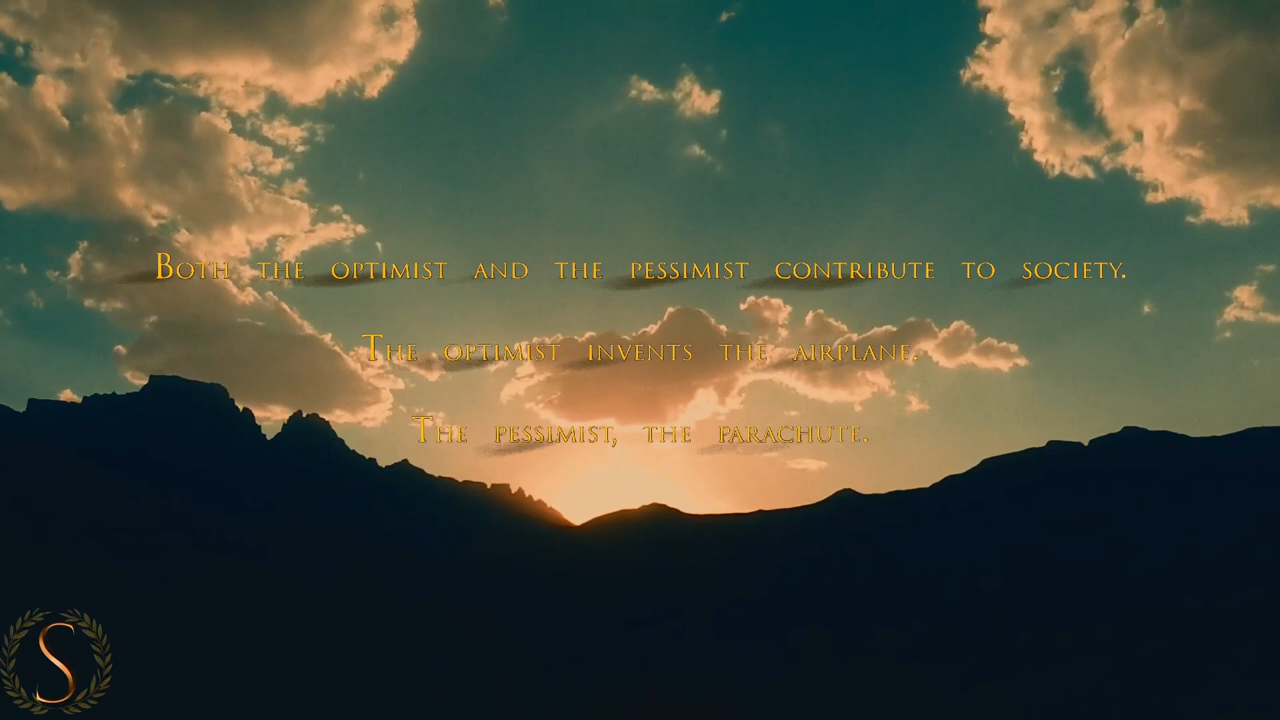 Both the optimist and the pessimist contribute to society.
The optimist invents the airplane.
The pessimist, the parachute.
S